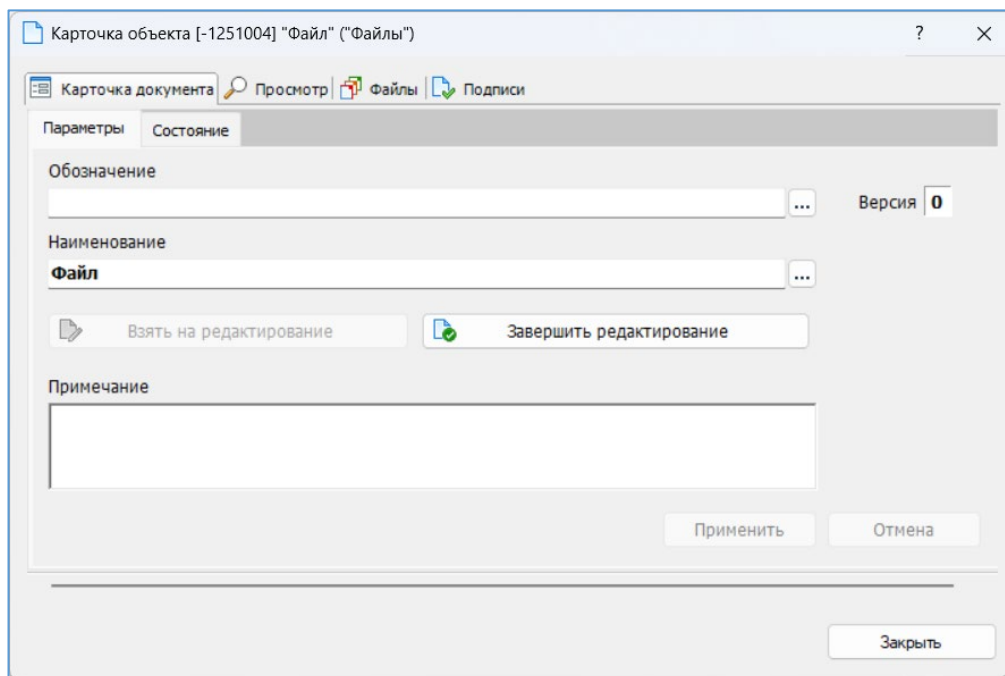 Карточка объекта [-1251004] "Файл" ("Файлы") ?
Карточка документа Просмотр Файлы Подписи
Параметры Состояние
Обозначение
... Версия 0
Наименование
Файл ...
Взять на редактирование Завершить редактирование
Примечание
Применить Отмена
Закрыть